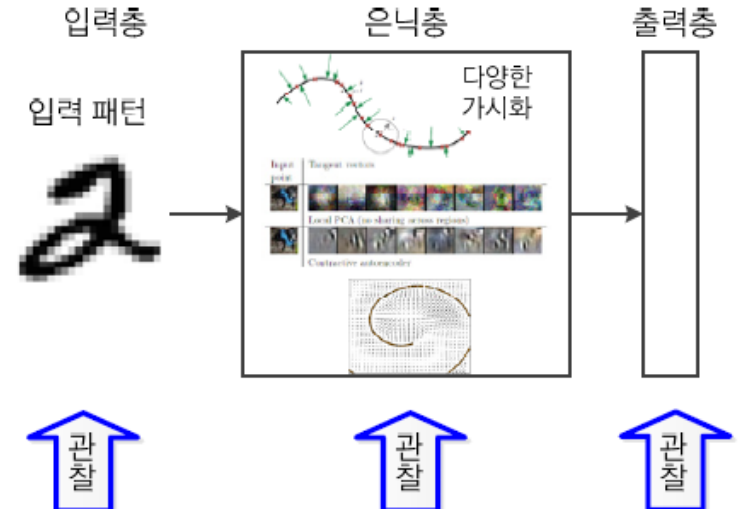 입력층
은닉층
출력층
입력 패턴
다양한
가시화
Input
point
Tangent vectors
Local PCA (no sharing across regions)
Contractive autoencoder
관
찰
관
찰
관
찰